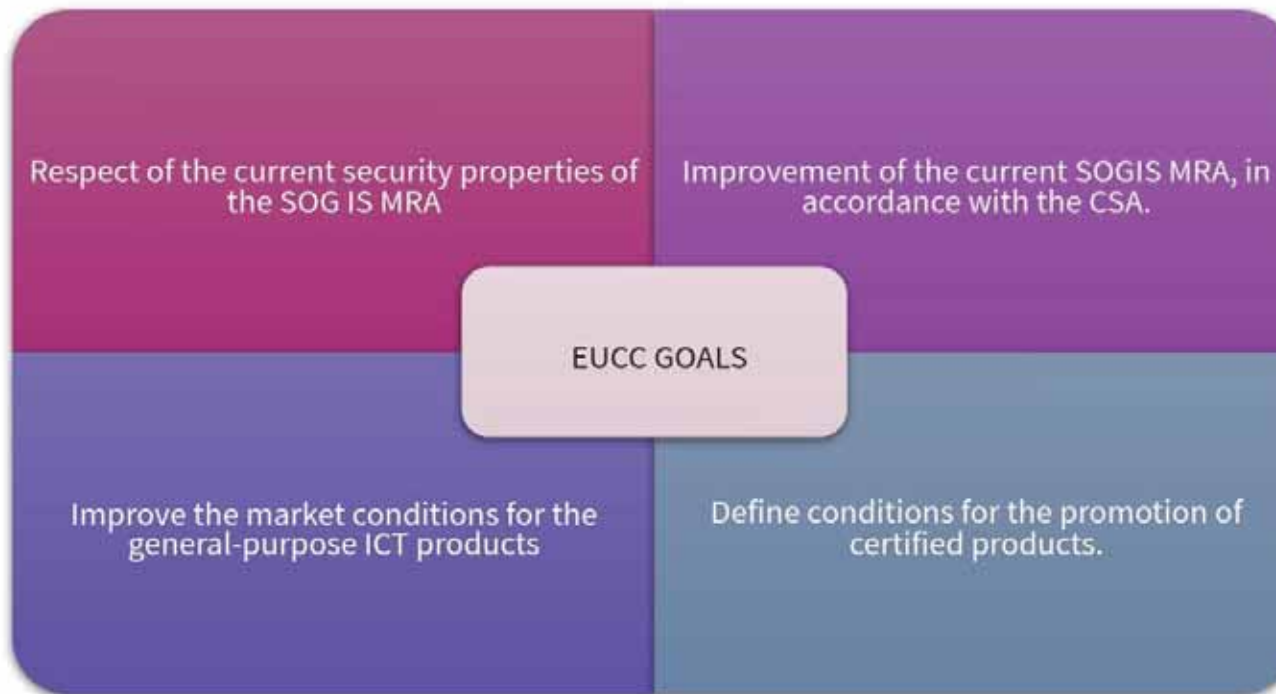 Respect of the current security properties of
the SOG IS MRA
Improvement of the current SOGIS MRA, in
accordance with the CSA.
EUCC GOALS
Improve the market conditions for the
general-purpose ICT products
Define conditions for the promotion of
certified products.